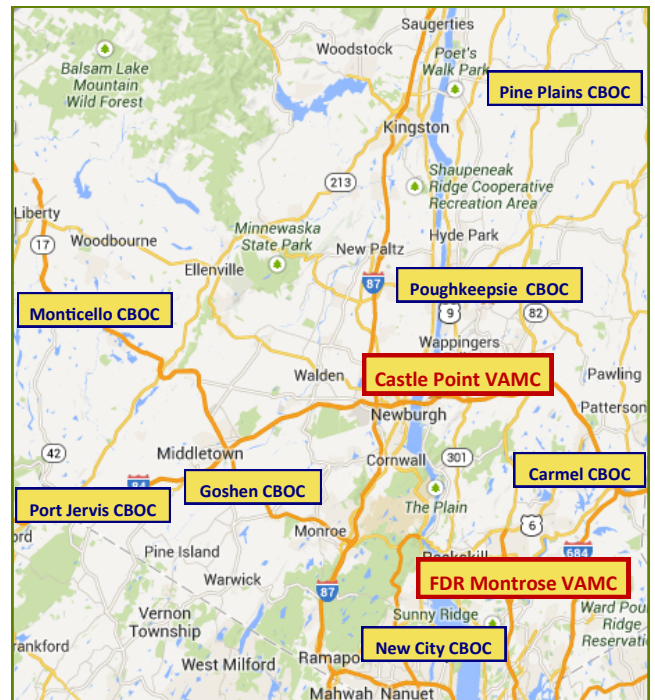 Saugerties
Woodstock
Poet's
Walk Park
Balsam Lake
Mountain
Wild Forest
Pine Plains CBOC
Kingston
213
Shaupeneak
Ridge Cooperative
Recreation Area
Liberty
17
Woodbourne
Minnewaska
State Park
New Paltz
Hyde Park
Ellenville
87
Poughkeepsie CBOC
Monticello CBOC
9
82
Wappingers
Castle Point VAMC
Walden
Pawling
Newburgh
Patterson
42
Middletown
Cornwall
301
Carmel CBOC
84
Goshen CBOC
The Plain
Port Jervis CBOC
ord
Monroe
6
Pine Island
Peekskill
684
Warwick
87
FDR Montrose VAMC
Vernon
Township
Sunny Ridge
Ward Pou
Ridge
Reservati
rankford
West Milford
Ramapo
New City CBOC
Mahwah
Nanuet